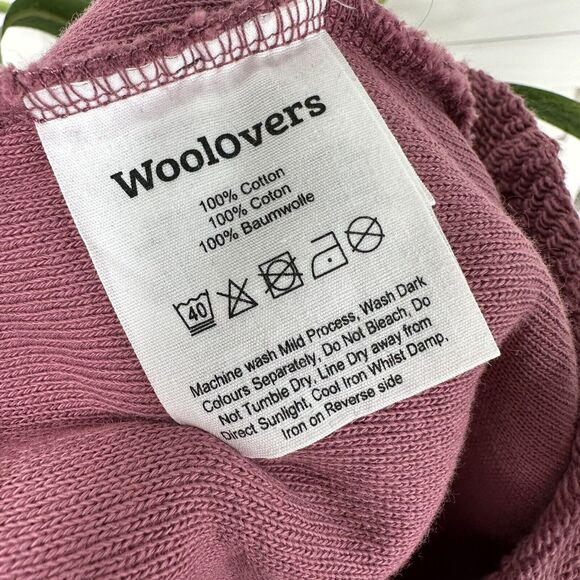 Woolovers
100% Cotton
100% Coton
100% Baumwolle
40
Machine wash Mild Process, Wash Dark
Colours Separately, Do Not Bleach, Do
Not Tumble Dry, Line Dry away from
Direct Sunlight, Cool Iron Whilst Damp,
Iron on Reverse side